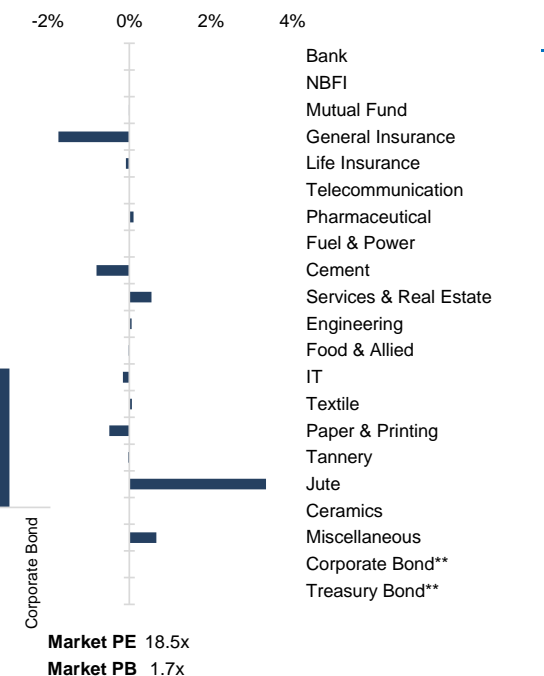 -2% 0% 2% 4%
Bank
NBFI
Mutual Fund
General Insurance
Life Insurance
Telecommunication
Pharmaceutical
Fuel & Power
Cement
Services & Real Estate
Engineering
Food & Allied
IT
Textile
Paper & Printing
Tannery
Jute
Ceramics
Miscellaneous
Corporate Bond**
Treasury Bond**
Corporate Bond
Market PE 18.5x
Market PB 1.7x